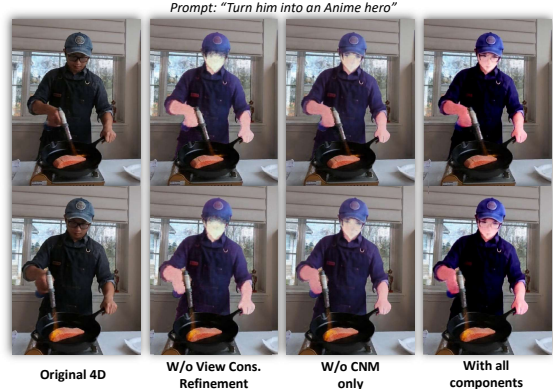 Prompt: “Turn him into an Anime hero”
Original 4D
W/o View Cons.
Refinement
W/o CNM
only
With all
components